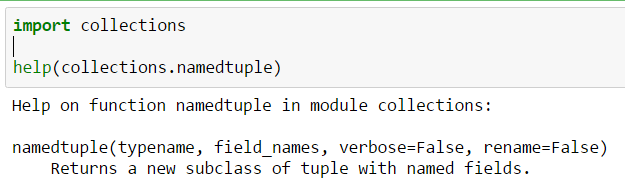 import collections
help(collections.namedtuple)
Help on function namedtuple in module collections:
namedtuple(typename, field_names, verbose=False, rename=False)
    Returns a new subclass of tuple with named fields.